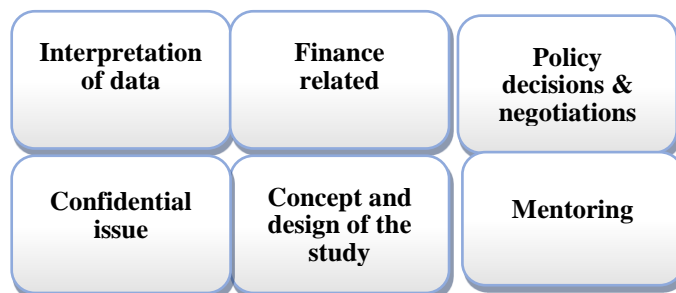 Interpretation
of data
Finance
related
Policy
decisions &
negotiations
Confidential
issue
Concept and
design of the
study
Mentoring